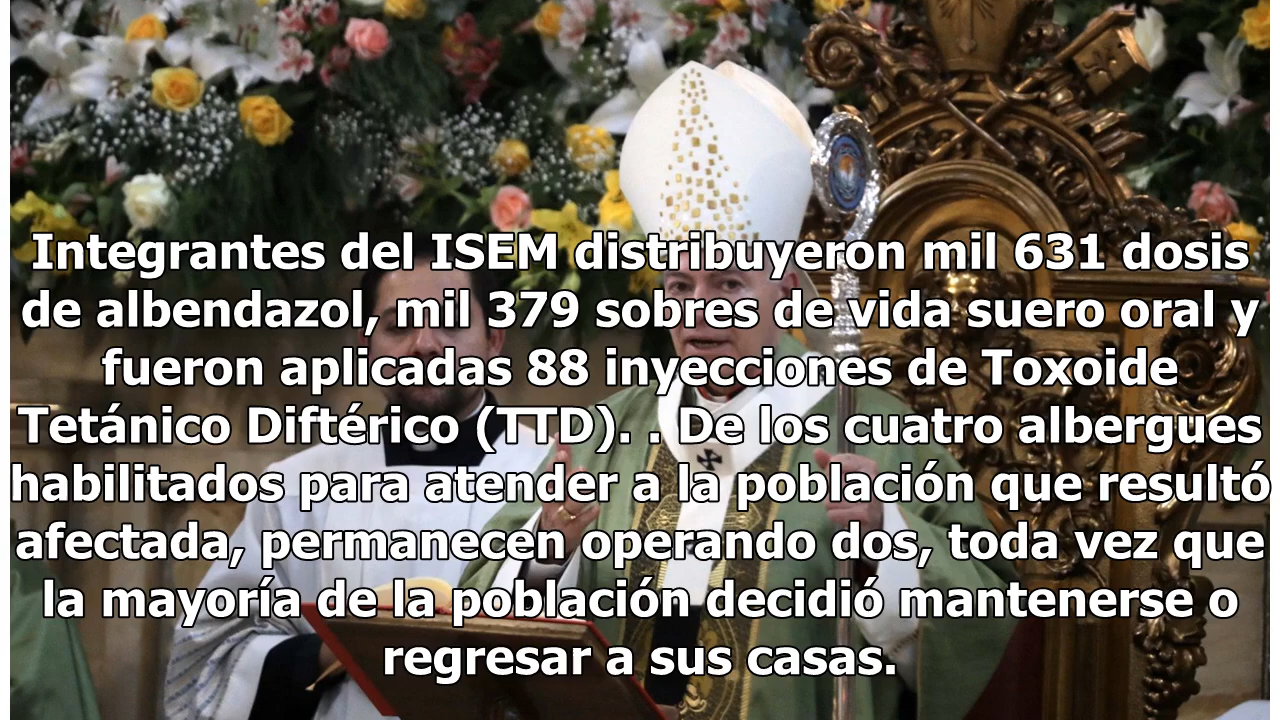 Integrantes del ISEM distribuyeron mil 631 dosis
de albendazol, mil 379 sobres de vida suero oral y
fueron aplicadas 88 inyecciones de Toxoide
Tetánico Diftérico (TTD). . De los cuatro albergues
habilitados para atender a la población que resultó
afectada, permanecen operando dos, toda vez que
la mayoría de la población decidió mantenerse o
regresar a sus casas.